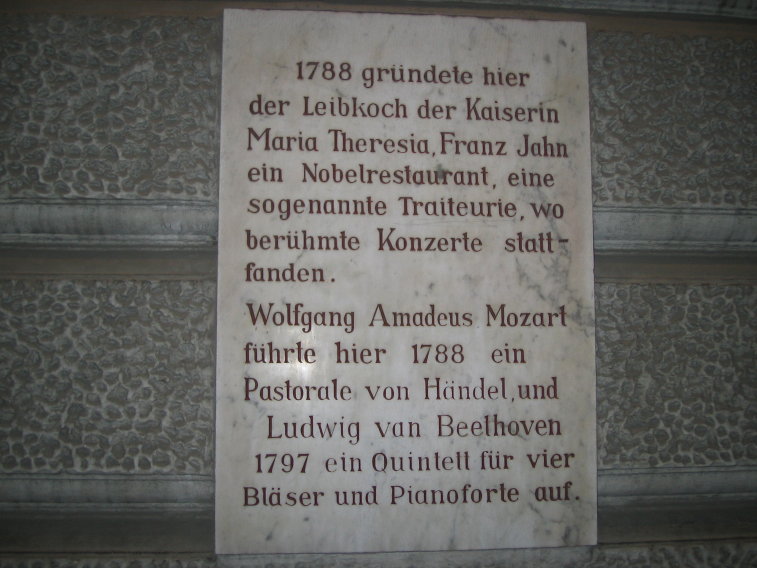 1788 gründete hier
der Leibkoch der Kaiserin
Maria Theresia, Franz Jahn
ein Nobelrestaurant, eine
sogenannte Traiteurie, wo
berühmte Konzerte statt-
fanden.
Wolfgang Amadeus Mozart
führte hier 1788 ein
Pastorale von Händel, und
Ludwig van Beethoven
1797 ein Quintett für vier
Bläser und Pianoforte auf.